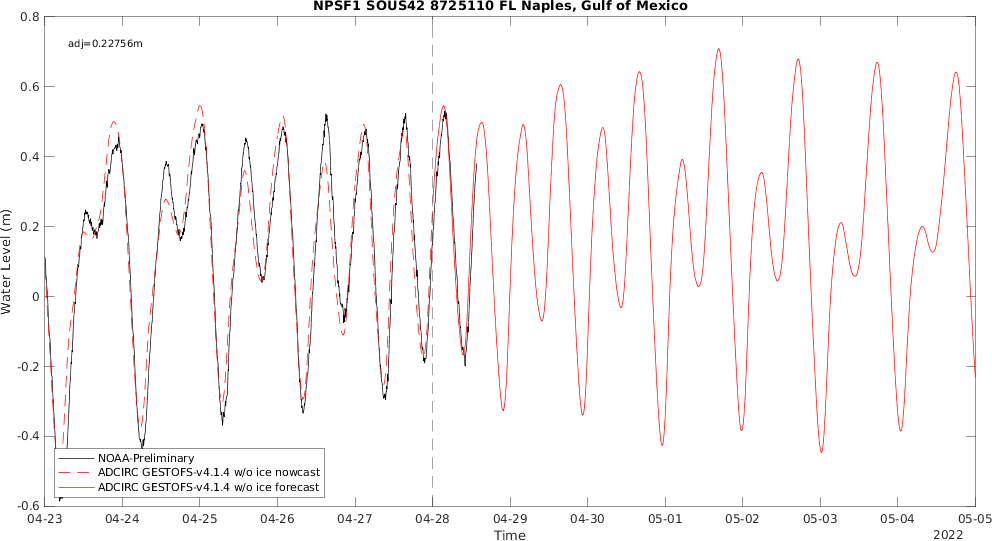 NPSF1 SOUS42 8725110 FL Naples, Gulf of Mexico
adj=0.22756m
0.8
0.6
0.4
0.2
0
-0.2
-0.4
-0.6
Water Level (m)
NOAA-Preliminary
ADCIRC GESTOFS-v4.1.4 w/o ice nowcast
ADCIRC GESTOFS-v4.1.4 w/o ice forecast
04-23 04-24 04-25 04-26 04-27 04-28 04-29 04-30 05-01 05-02 05-03 05-04 05-05
Time
2022